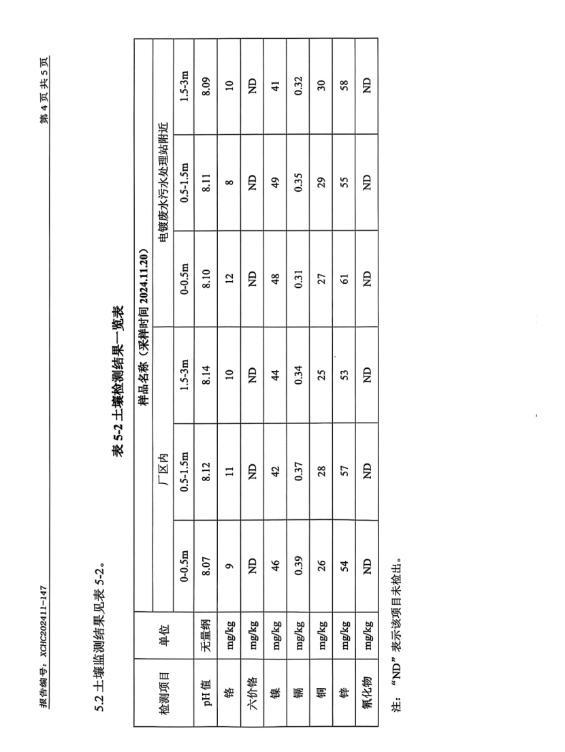 报告编号：XCHC202411-147 第 4 页 共 5 页
5.2 土壤监测结果见表 5-2。
表 5-2 土壤检测结果一览表
检测项目 单位 样品名称（采样时间 2024.11.20）
厂区内 电镀废水污水处理站附近
0-0.5m 0.5-1.5m 1.5-3m 0-0.5m 0.5-1.5m 1.5-3m
pH 值 无量纲 8.07 8.12 8.14 8.10 8.11 8.09
铬 mg/kg 9 11 10 12 8 10
六价铬 mg/kg ND ND ND ND ND ND
镍 mg/kg 46 42 44 48 49 41
镉 mg/kg 0.39 0.37 0.34 0.31 0.35 0.32
铜 mg/kg 26 28 25 27 29 30
锌 mg/kg 54 57 53 61 55 58
氰化物 mg/kg ND ND ND ND ND ND
注：“ND”表示该项目未检出。